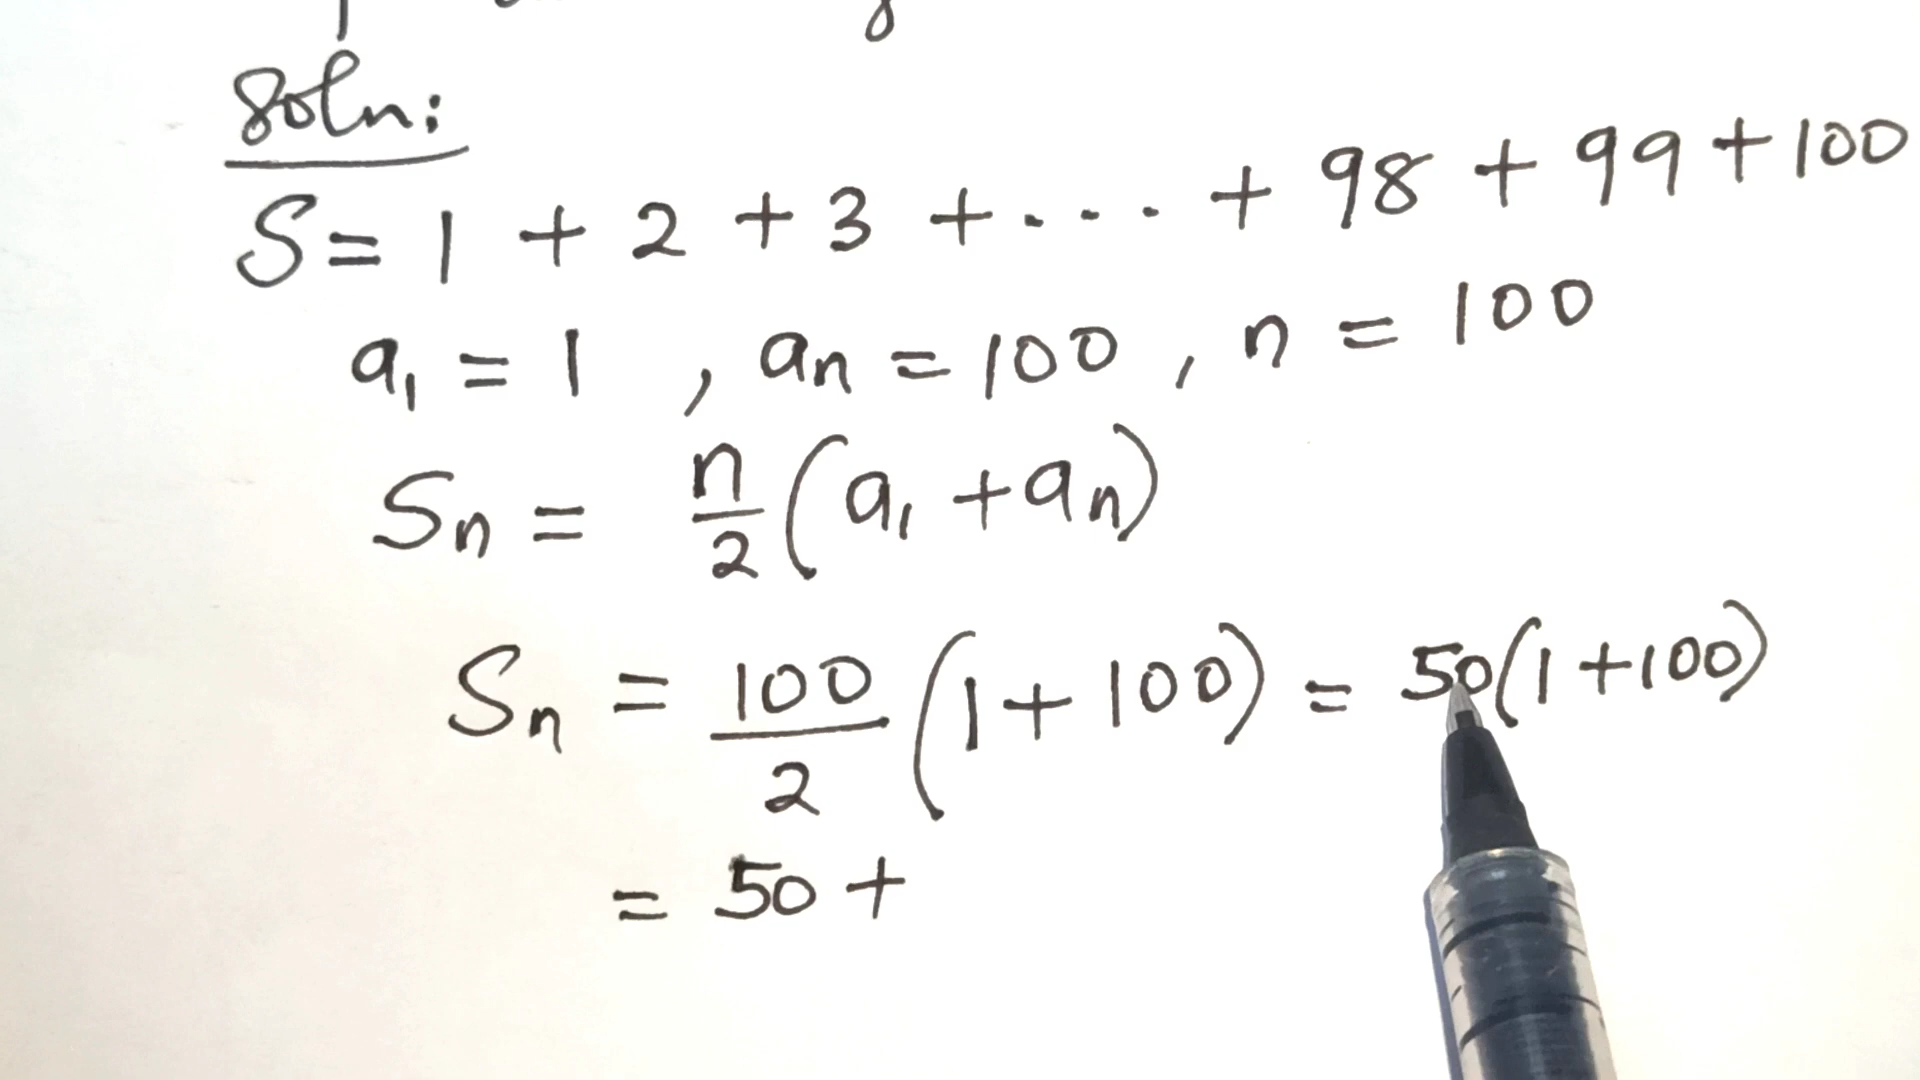 Soln:
S = 1 + 2 + 3 + . . . . + 98 + 99 + 100
a₁ = 1 , aₙ = 100 , n = 100
Sₙ = n/2 (a₁ + aₙ)
Sₙ = 100/2 (1 + 100) = 50(1 + 100)
= 50 +